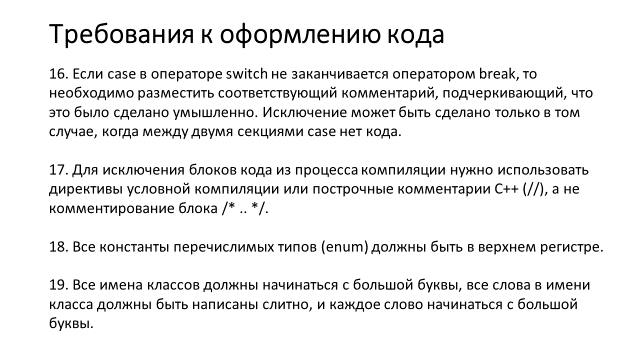 Требования к оформлению кода
16. Если case в операторе switch не заканчивается оператором break, то
необходимо разместить соответствующий комментарий, подчеркивающий, что
это было сделано умышленно. Исключение может быть сделано только в том
случае, когда между двумя секциями case нет кода.
17. Для исключения блоков кода из процесса компиляции нужно использовать
директивы условной компиляции или построчные комментарии C++ (//), а не
комментирование блока /* .. */.
18. Все константы перечислимых типов (enum) должны быть в верхнем регистре.
19. Все имена классов должны начинаться с большой буквы, все слова в имени
класса должны быть написаны слитно, и каждое слово начинаться с большой
буквы.